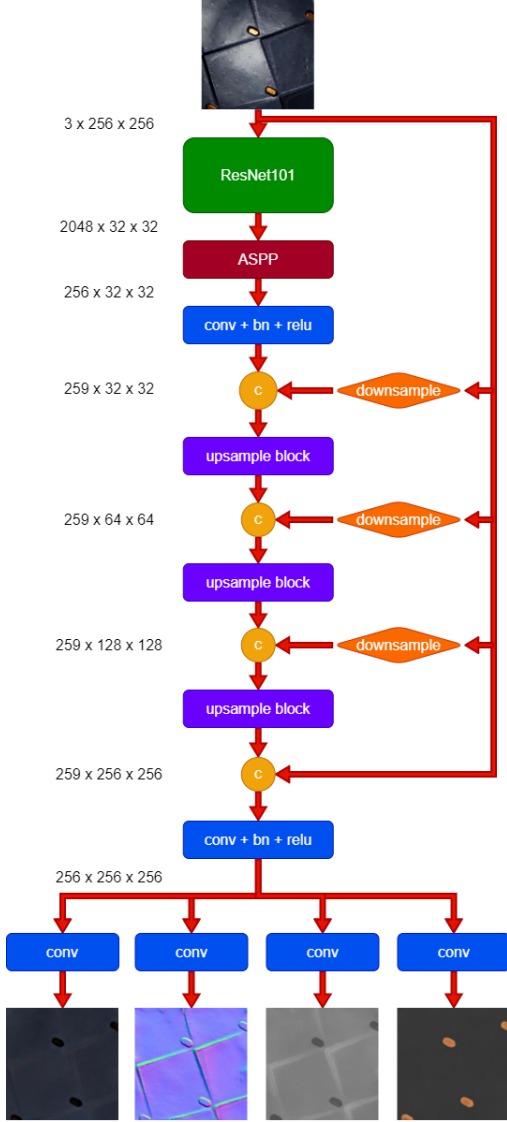 3 x 256 x 256
ResNet101
2048 x 32 x 32
ASPP
256 x 32 x 32
conv + bn + relu
259 x 32 x 32
c
downsample
upsample block
259 x 64 x 64
c
downsample
upsample block
259 x 128 x 128
c
downsample
upsample block
259 x 256 x 256
c
conv + bn + relu
256 x 256 x 256
conv
conv
conv
conv